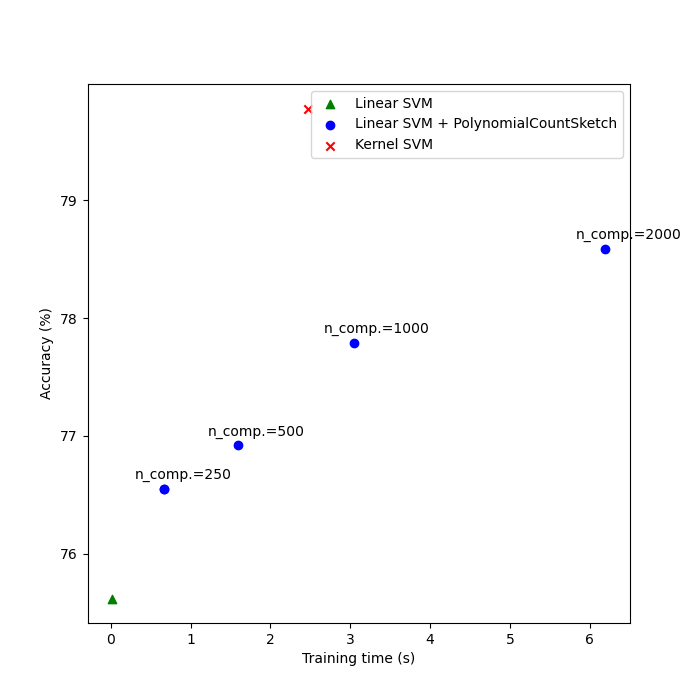 Linear SVM
Linear SVM + PolynomialCountSketch
Kernel SVM
79
n_comp.=2000
78
n_comp.=1000
77
n_comp.=500
n_comp.=250
76
Accuracy (%)
0 1 2 3 4 5 6
Training time (s)